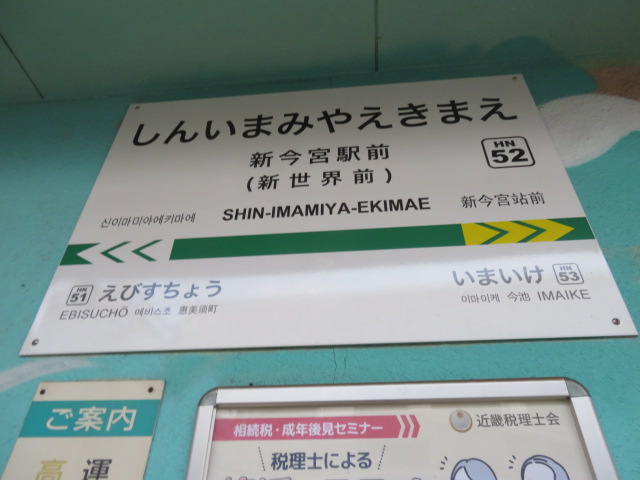 しんいまみやえきまえ
新今宮駅前
(新世界前)
HN
52
신이마미야에키마에
SHIN-IMAMIYA-EKIMAE
新今宮站前
HN
51
えびすちょう
EBISUCHŌ 에비스초 惠美須町
いまいけ
HN
53
이마이케 今池 IMAIKE
ご案内
高 運
相続税・成年後見セミナー
近畿税理士会
税理士による